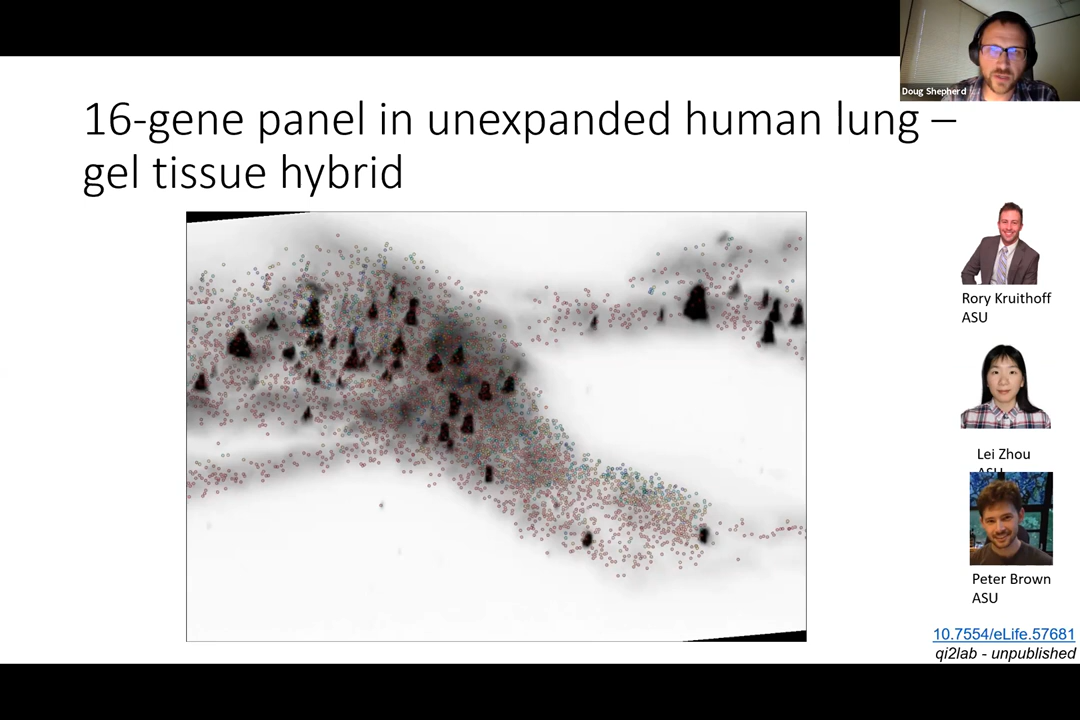 Doug Shepherd
16-gene panel in unexpanded human lung –
gel tissue hybrid
Rory Kruithoff
ASU
Lei Zhou
ASU
Peter Brown
ASU
10.7554/eLife.57681
qi2lab - unpublished